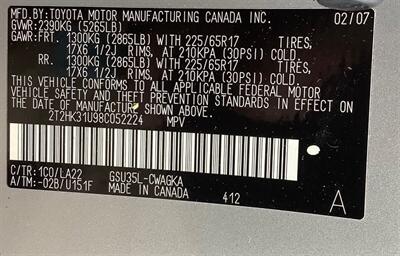 MFD.BY:TOYOTA MOTOR MANUFACTURING CANADA INC. 02/07
GVWR:2390KG (5265LB)
GAWR:FRT. 1300KG (2865LB) WITH 225/65R17 TIRES,
17X6 1/2J RIMS, AT 210KPA (30PSI) COLD.
RR. 1300KG (2865LB) WITH 225/65R17 TIRES,
17X6 1/2J RIMS, AT 210KPA (30PSI) COLD.
THIS VEHICLE CONFORMS TO ALL APPLICABLE FEDERAL MOTOR
VEHICLE SAFETY AND THEFT PREVENTION STANDARDS IN EFFECT ON
THE DATE OF MANUFACTURE SHOWN ABOVE.
2T2HK31U98C052224 MPV
C/TR:1C0/LA22 GSU35L-CWAGKA
A/TM:-02B/U151F MADE IN CANADA 412 A